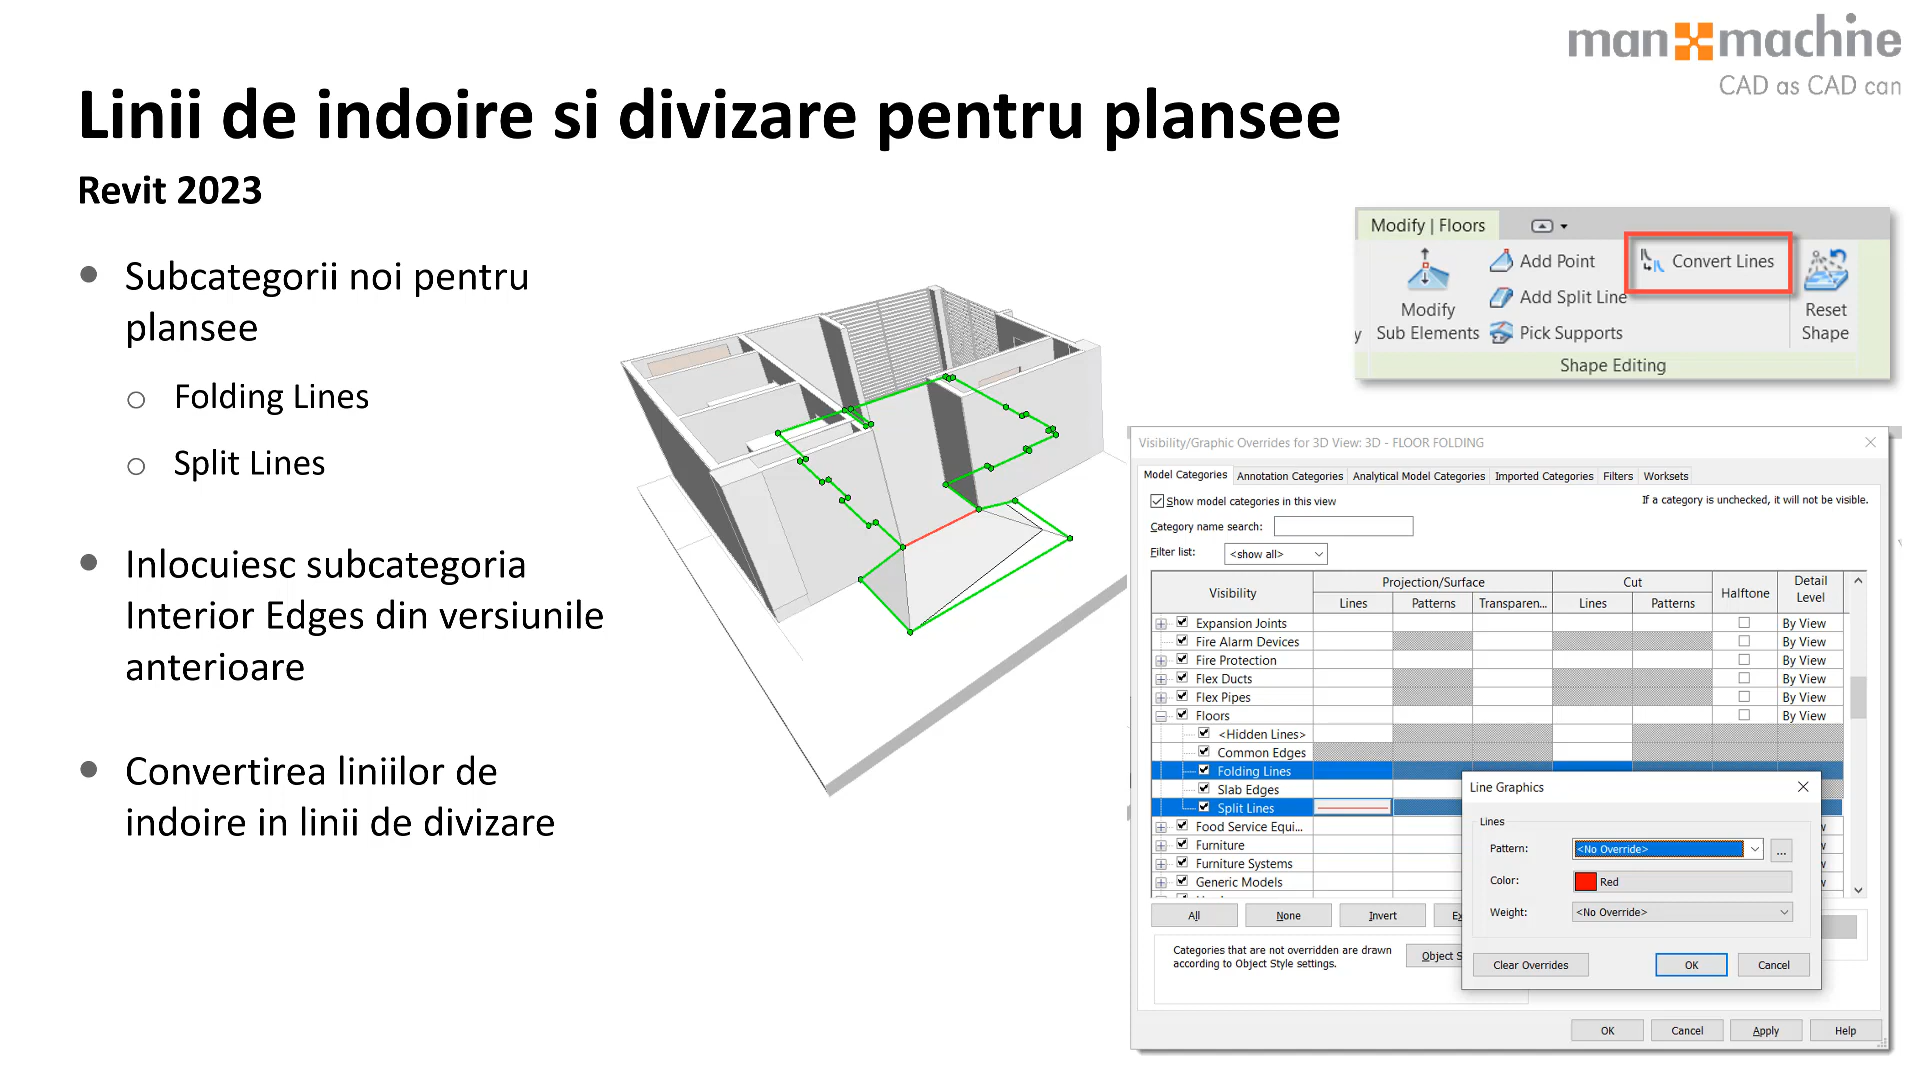 man machine
CAD as CAD can
Linii de indoire si divizare pentru plansee
Revit 2023
Subcategorii noi pentru
plansee
Folding Lines
Split Lines
Inlocuiesc subcategoria
Interior Edges din versiunile
anterioare
Convertirea liniilor de
indoire in linii de divizare
Modify | Floors
Modify
Sub Elements
Add Point
Add Split Line
Pick Supports
Convert Lines
Reset
Shape
Shape Editing
Visibility/Graphic Overrides for 3D View: 3D - FLOOR FOLDING
Model Categories Annotation Categories Analytical Model Categories Imported Categories Filters Worksets
Show model categories in this view
If a category is unchecked, it will not be visible.
Category name search:
Filter list: <show all>
Visibility Projection/Surface Cut Halftone Detail Level
Lines Patterns Transparen... Lines Patterns
Expansion Joints By View
Fire Alarm Devices By View
Fire Protection By View
Flex Ducts By View
Flex Pipes By View
Floors By View
<Hidden Lines>
Common Edges
Folding Lines
Slab Edges
Split Lines
Food Service Equi...
Furniture
Furniture Systems
Generic Models
All None Invert
Categories that are not overridden are drawn
according to Object Style settings.
Object S
Line Graphics
Lines
Pattern: <No Override> ...
Color: Red
Weight: <No Override>
Clear Overrides OK Cancel
OK Cancel Apply Help